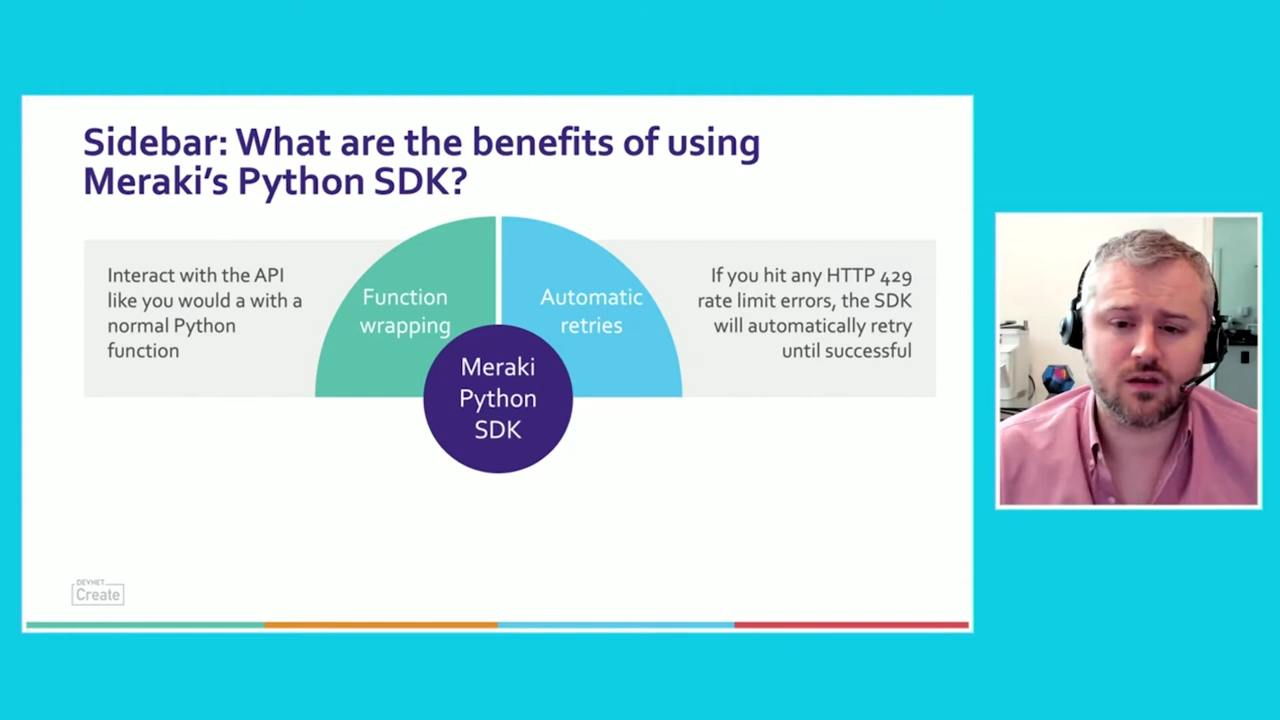 Sidebar: What are the benefits of using
Meraki's Python SDK?
Interact with the API
like you would a with a
normal Python
function
Function
wrapping
Automatic
retries
If you hit any HTTP 429
rate limit errors, the SDK
will automatically retry
until successful
Meraki
Python
SDK
DEVNET
Create